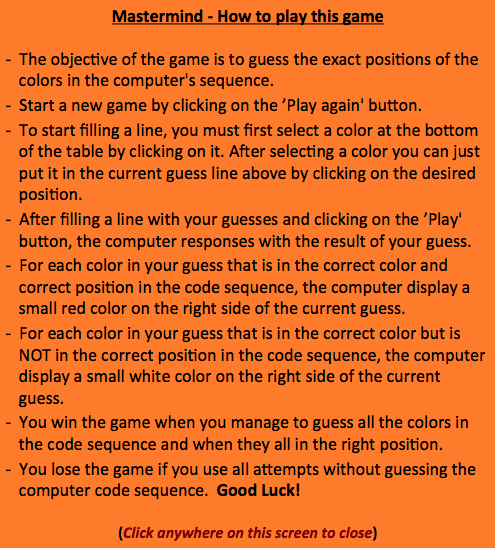 Mastermind - How to play this game
- The objective of the game is to guess the exact positions of the
colors in the computer's sequence.
- Start a new game by clicking on the ’Play again' button.
- To start filling a line, you must first select a color at the bottom
of the table by clicking on it. After selecting a color you can just
put it in the current guess line above by clicking on the desired
position.
- After filling a line with your guesses and clicking on the ’Play'
button, the computer responses with the result of your guess.
- For each color in your guess that is in the correct color and
correct position in the code sequence, the computer display a
small red color on the right side of the current guess.
- For each color in your guess that is in the correct color but is
NOT in the correct position in the code sequence, the computer
display a small white color on the right side of the current
guess.
- You win the game when you manage to guess all the colors in
the code sequence and when they all in the right position.
- You lose the game if you use all attempts without guessing the
computer code sequence. Good Luck!
(Click anywhere on this screen to close)